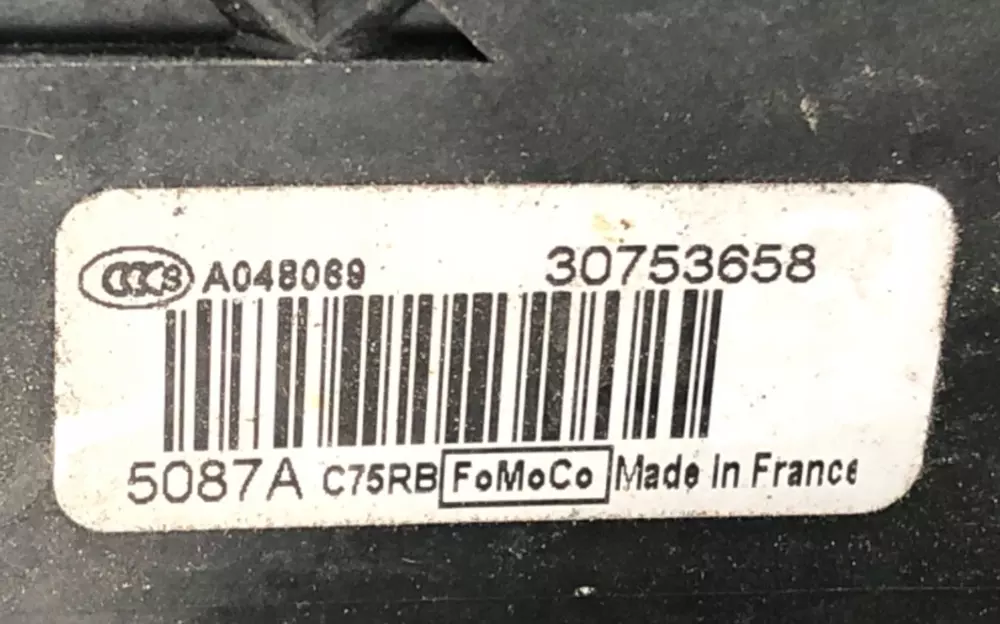 CCC S A048069 30753658
5087A C75RB FoMoCo Made In France